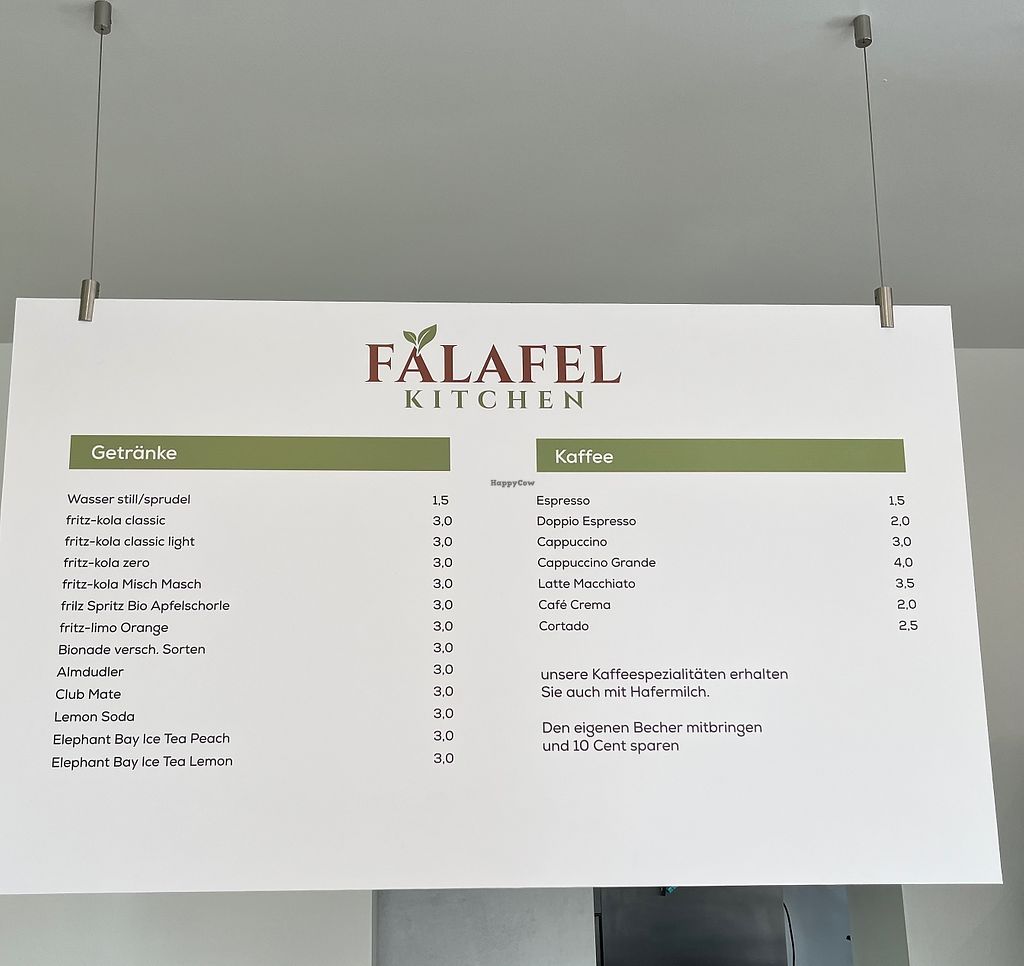 FALAFEL
KITCHEN
Getränke
Wasser still/sprudel 1,5
fritz-kola classic 3,0
fritz-kola classic light 3,0
fritz-kola zero 3,0
fritz-kola Misch Masch 3,0
frilz Spritz Bio Apfelschorle 3,0
fritz-limo Orange 3,0
Bionade versch. Sorten 3,0
Almdudler 3,0
Club Mate 3,0
Lemon Soda 3,0
Elephant Bay Ice Tea Peach 3,0
Elephant Bay Ice Tea Lemon 3,0
HappyCow
Kaffee
Espresso 1,5
Doppio Espresso 2,0
Cappuccino 3,0
Cappuccino Grande 4,0
Latte Macchiato 3,5
Café Crema 2,0
Cortado 2,5
unsere Kaffeespezialitäten erhalten
Sie auch mit Hafermilch.
Den eigenen Becher mitbringen
und 10 Cent sparen